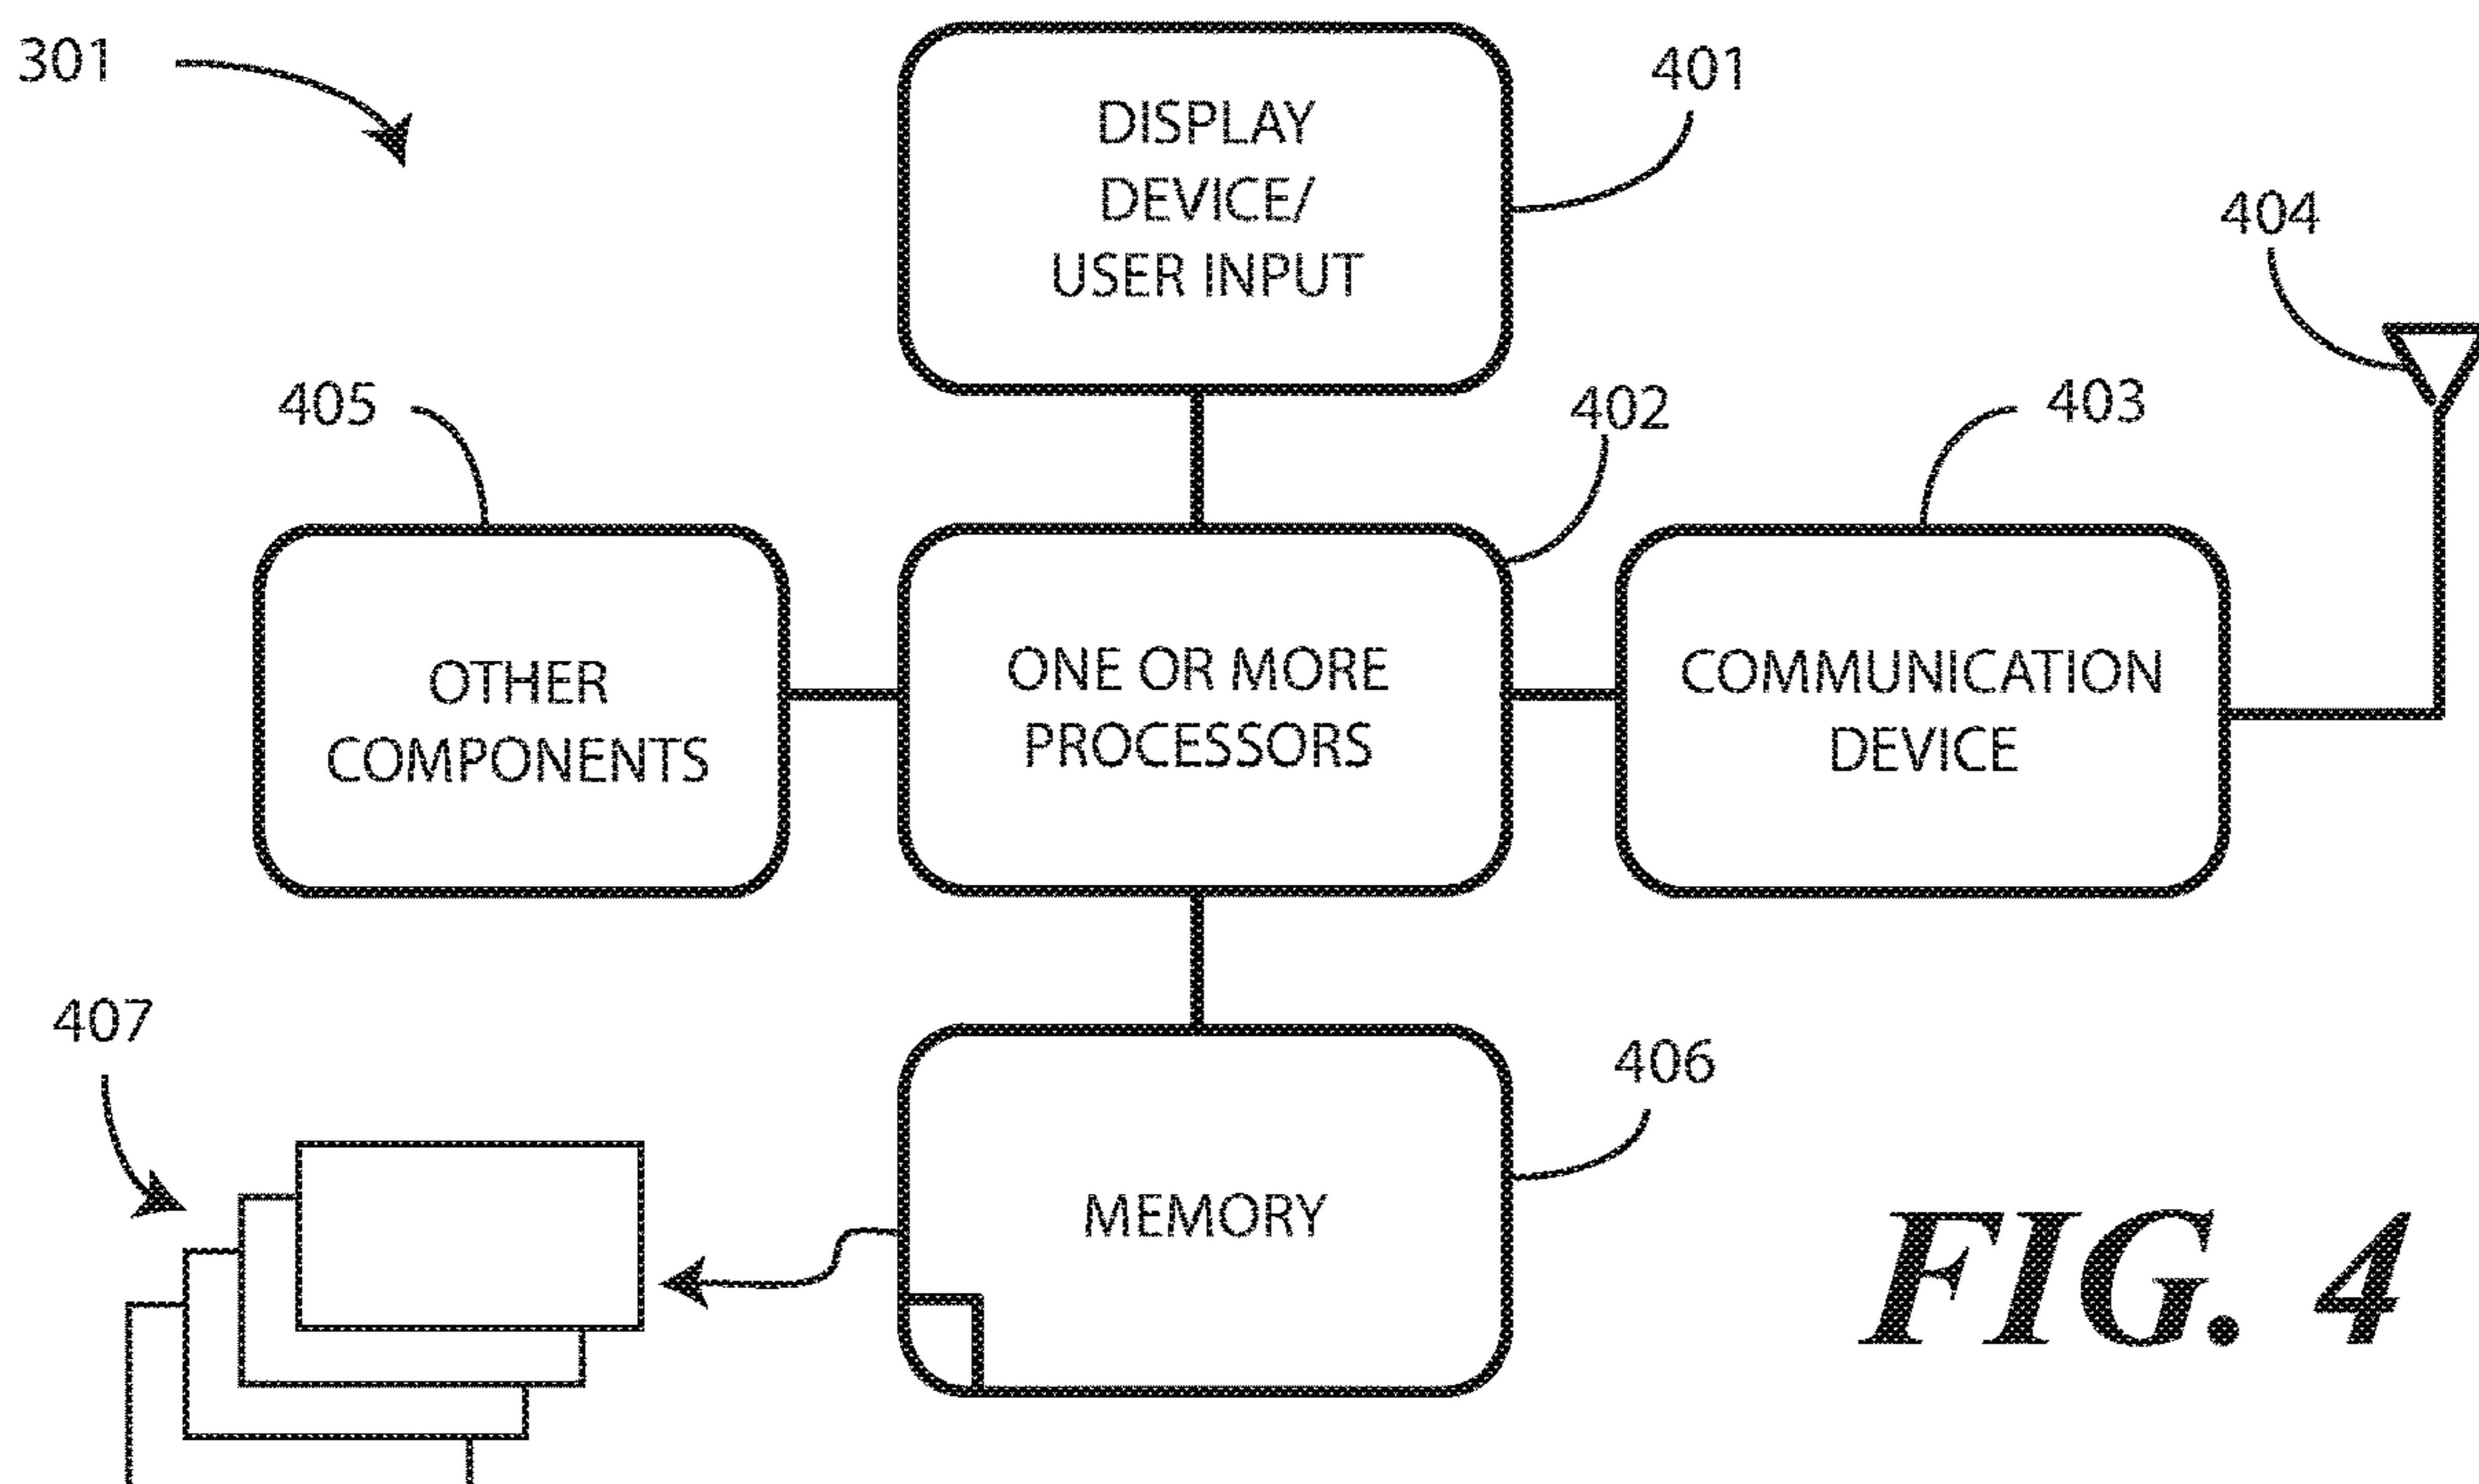 301
401
DISPLAY
DEVICE/
USER INPUT
404
405
402
403
OTHER
COMPONENTS
ONE OR MORE
PROCESSORS
COMMUNICATION
DEVICE
407
406
MEMORY
FIG. 4